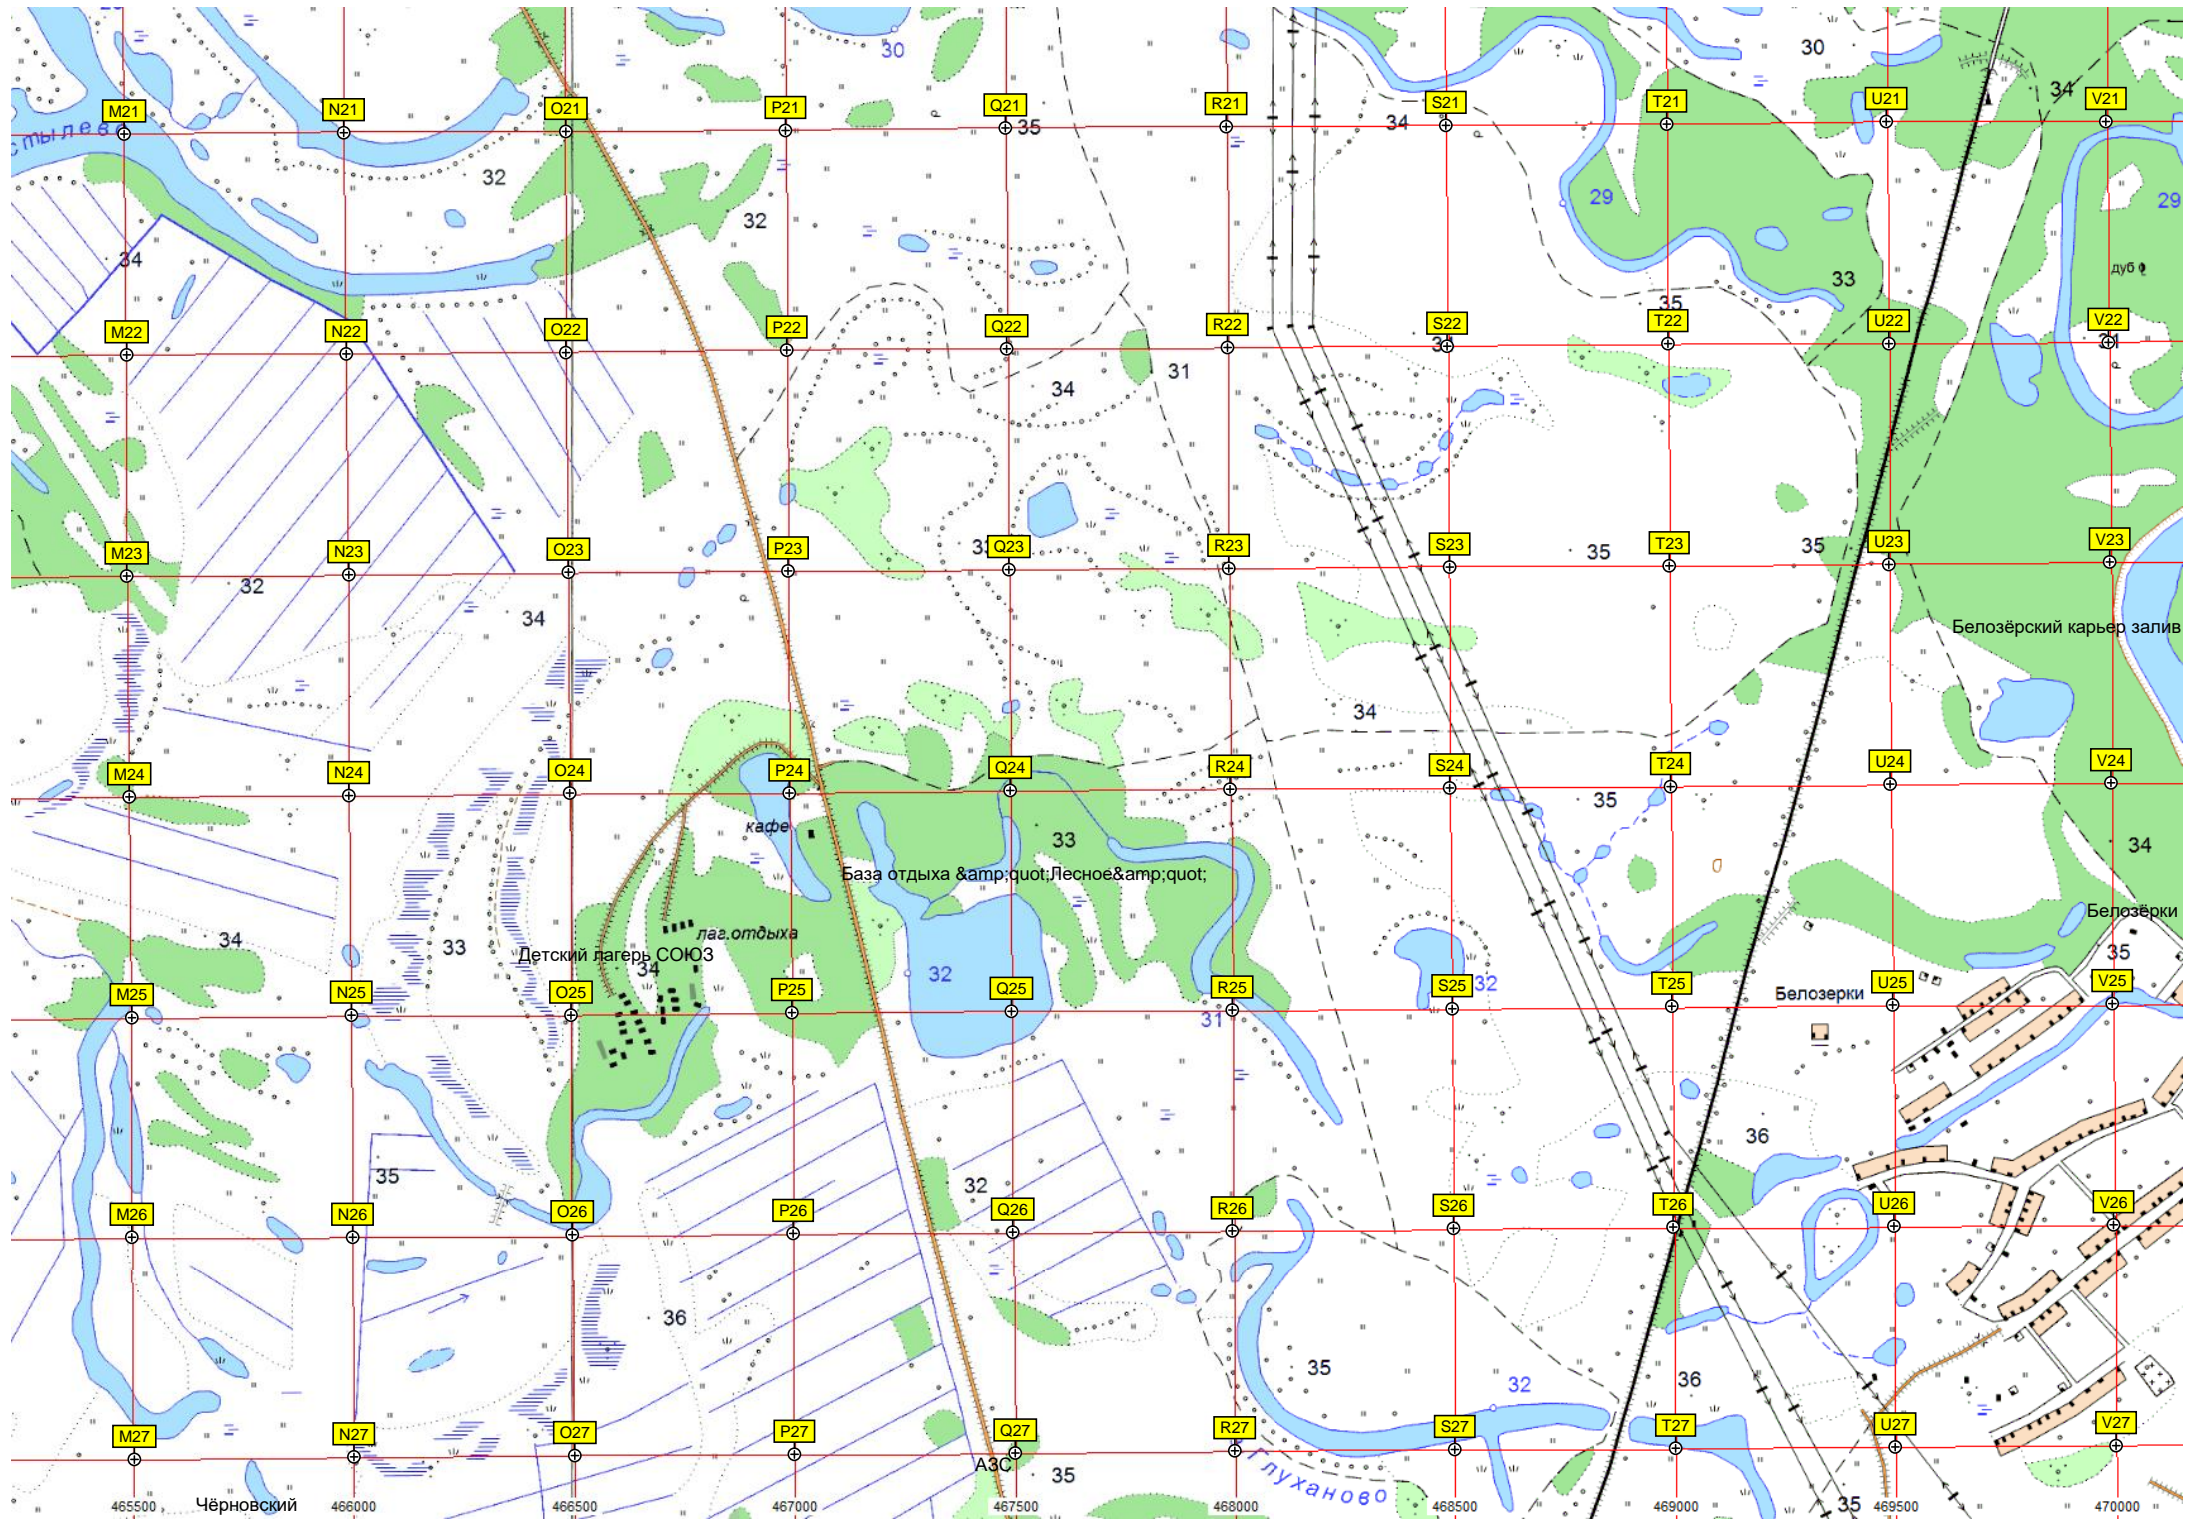 30
30
34
M21
N21
O21
P21
Q21
R21
S21
T21
U21
V21
35
34
32
32
29
29
34
33
дуб
35
M22
N22
O22
P22
Q22
R22
S22
T22
U22
V22
31
34
M23
N23
O23
P23
Q23
R23
S23
T23
U23
V23
35
35
32
34
Белозёрский карьер залив
34
M24
N24
O24
P24
Q24
R24
S24
T24
U24
V24
35
кафе
33
34
База отдыха &amp;quot;Лесное&amp;quot;
Белозёрки
34
33
лаг.отдыха
Детский лагерь СОЮЗ
34
32
32
35
Белозерки
M25
N25
O25
P25
Q25
R25
S25
T25
U25
V25
31
36
35
32
M26
N26
O26
P26
Q26
R26
S26
T26
U26
V26
36
35
36
32
M27
N27
O27
P27
Q27
R27
S27
T27
U27
V27
АЗС
35
Глуханово
35
Чёрновский
465500
466000
466500
467000
467500
468000
468500
469000
469500
470000